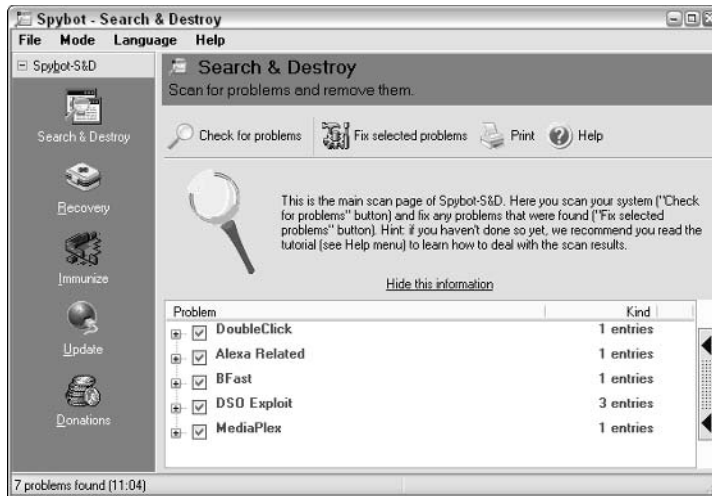 Spybot - Search & Destroy
File Mode Language Help
Spybot-S&D
Search & Destroy
Recovery
Immunize
Update
Donations
Search & Destroy
Scan for problems and remove them.
Check for problems Fix selected problems Print Help
This is the main scan page of Spybot-S&D. Here you scan your system ("Check
for problems" button) and fix any problems that were found ("Fix selected
problems" button). Hint: if you haven't done so yet, we recommend you read the
tutorial (see Help menu) to learn how to deal with the scan results.
Hide this information
Problem Kind
DoubleClick 1 entries
Alexa Related 1 entries
BFast 1 entries
DSO Exploit 3 entries
MediaPlex 1 entries
7 problems found (11:04)